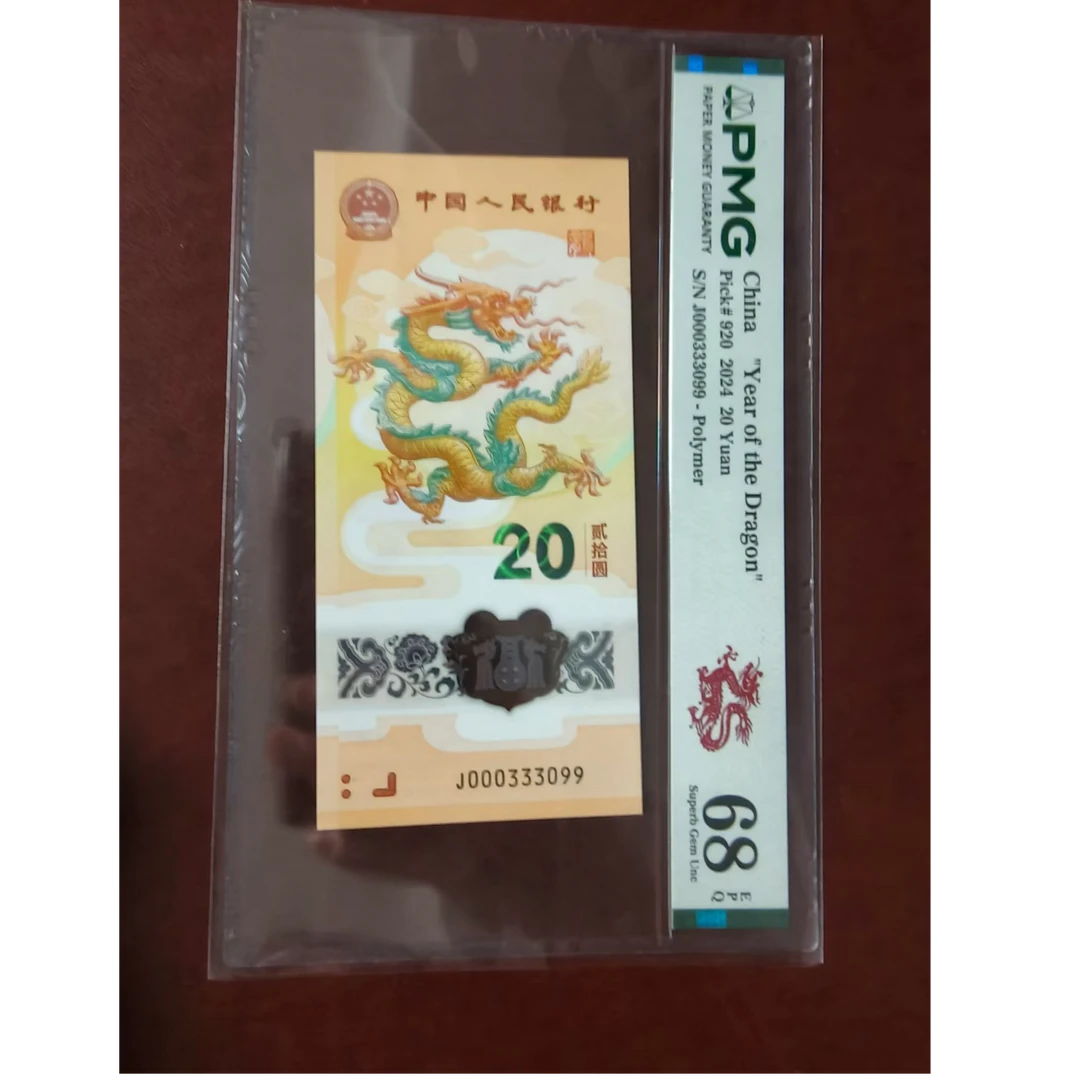 PMG
PAPER MONEY GUARANTY
China "Year of the Dragon"
Pick# 920 2024 20 Yuan
S/N J000333099 - Polymer
68
EPQ
Superb Gem Unc
中国人民银行
20
贰拾圆
福
J000333099